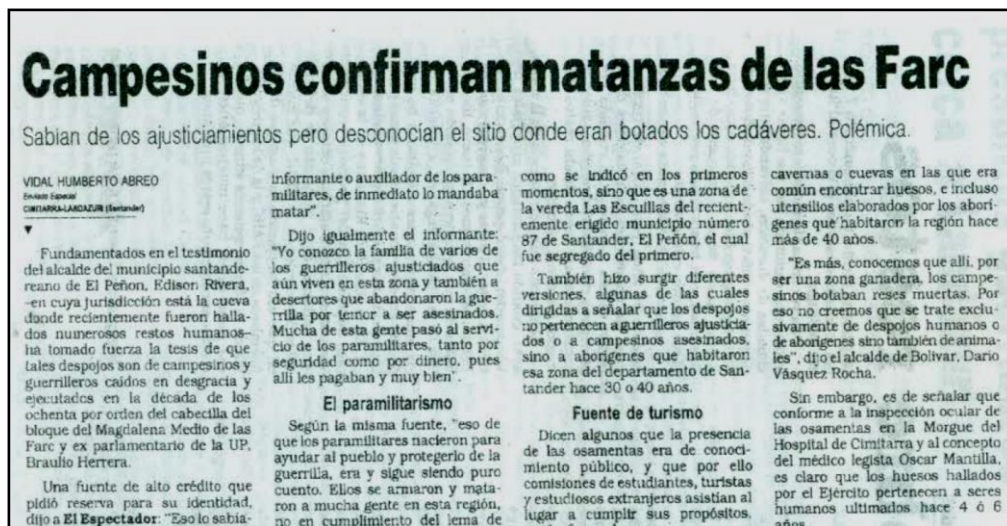 Campesinos confirman matanzas de las Farc
Sabían de los ajusticiamientos pero desconocían el sitio donde eran botados los cadáveres. Polémica.
VIDAL HUMBERTO ABREO
Enviado Especial
CIMITARRA-LANDAZURI (Santander)
Fundamentados en el testimonio
del alcalde del municipio santande-
reano de El Peñon, Edison Rivera,
-en cuya jurisdicción está la cueva
donde recientemente fueron halla-
dos numerosos restos humanos-
ha tomado fuerza la tesis de que
tales despojos son de campesinos y
guerrilleros caídos en desgracia y
ejecutados en la década de los
ochenta por orden del cabecilla del
bloque del Magdalena Medio de las
Farc y ex parlamentario de la UP,
Braulio Herrera.
Una fuente de alto crédito que
pidió reserva para su identidad,
dijo a El Espectador: "Eso lo sabía-
informante o auxiliador de los para-
militares, de inmediato lo mandaba
matar".
Dijo igualmente el informante:
"Yo conozco la familia de varios de
los guerrilleros ajusticiados que
aún viven en esta zona y también a
desertores que abandonaron la gue-
rrilla por temor a ser asesinados.
Mucha de esta gente pasó al servi-
cio de los paramilitares, tanto por
seguridad como por dinero, pues
allí les pagaban y muy bien".
El paramilitarismo
Según la misma fuente, "eso de
que los paramilitares nacieron para
ayudar al pueblo y protegerlo de la
guerrilla, era y sigue siendo puro
cuento. Ellos se armaron y mata-
ron a mucha gente en esta región,
no en cumplimiento del lema de
como se indicó en los primeros
momentos, sino que es una zona de
la vereda Las Escuillas del recient-
emente erigido municipio número
87 de Santander, El Peñón, el cual
fue segregado del primero.
También hizo surgir diferentes
versiones, algunas de las cuales
dirigidas a señalar que los despojos
no pertenecen a guerrilleros ajusticia-
dos o a campesinos asesinados,
sino a aborígenes que habitaron
esa zona del departamento de San-
tander hace 30 o 40 años.
Fuente de turismo
Dicen algunos que la presencia
de las osamentas era de conoci-
miento público, y que por ello
comisiones de estudiantes, turistas
y estudiosos extranjeros asistían al
lugar a cumplir sus propósitos.
cavernas o cuevas en las que era
común encontrar huesos, e incluso
utensilios elaborados por los aborí-
genes que habitaron la región hace
más de 40 años.
"Es más, conocemos que allí, por
ser una zona ganadera, los campe-
sinos botaban reses muertas. Por
eso no creemos que se trate exclu-
sivamente de despojos humanos o
de aborígenes sino también de anima-
les", dijo el alcalde de Bolívar, Darío
Vásquez Rocha.
Sin embargo, es de señalar que
conforme a la inspección ocular de
las osamentas en la Morgue del
Hospital de Cimitarra y al concepto
del médico legista Oscar Mantilla,
es claro que los huesos hallados
por el Ejército pertenecen a seres
humanos ultimados hace 4 ó 6
años